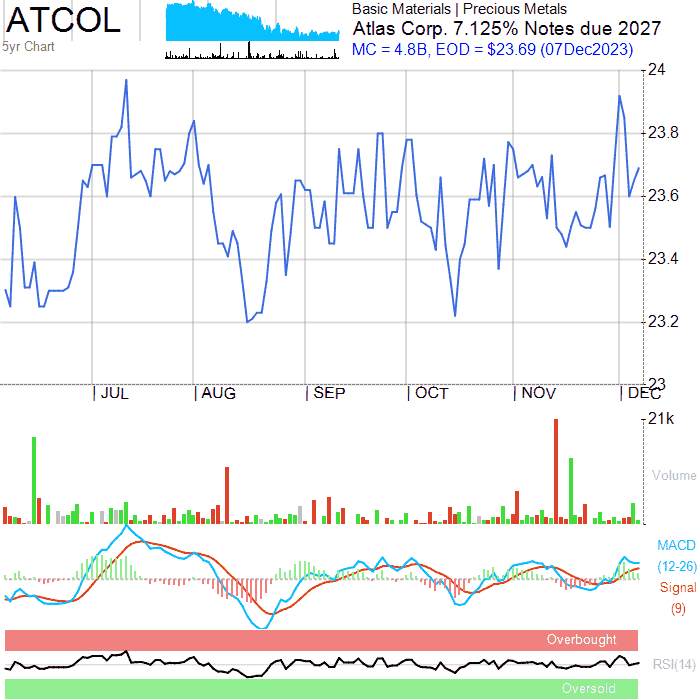 ATCOL
5yr Chart
Basic Materials | Precious Metals
Atlas Corp. 7.125% Notes due 2027
MC = 4.8B, EOD = $23.69 (07Dec2023)
24
23.8
23.6
23.4
23.2
23
JUL AUG SEP OCT NOV DEC
21k
Volume
MACD
(12-26)
Signal
(9)
Overbought
RSI(14)
Oversold